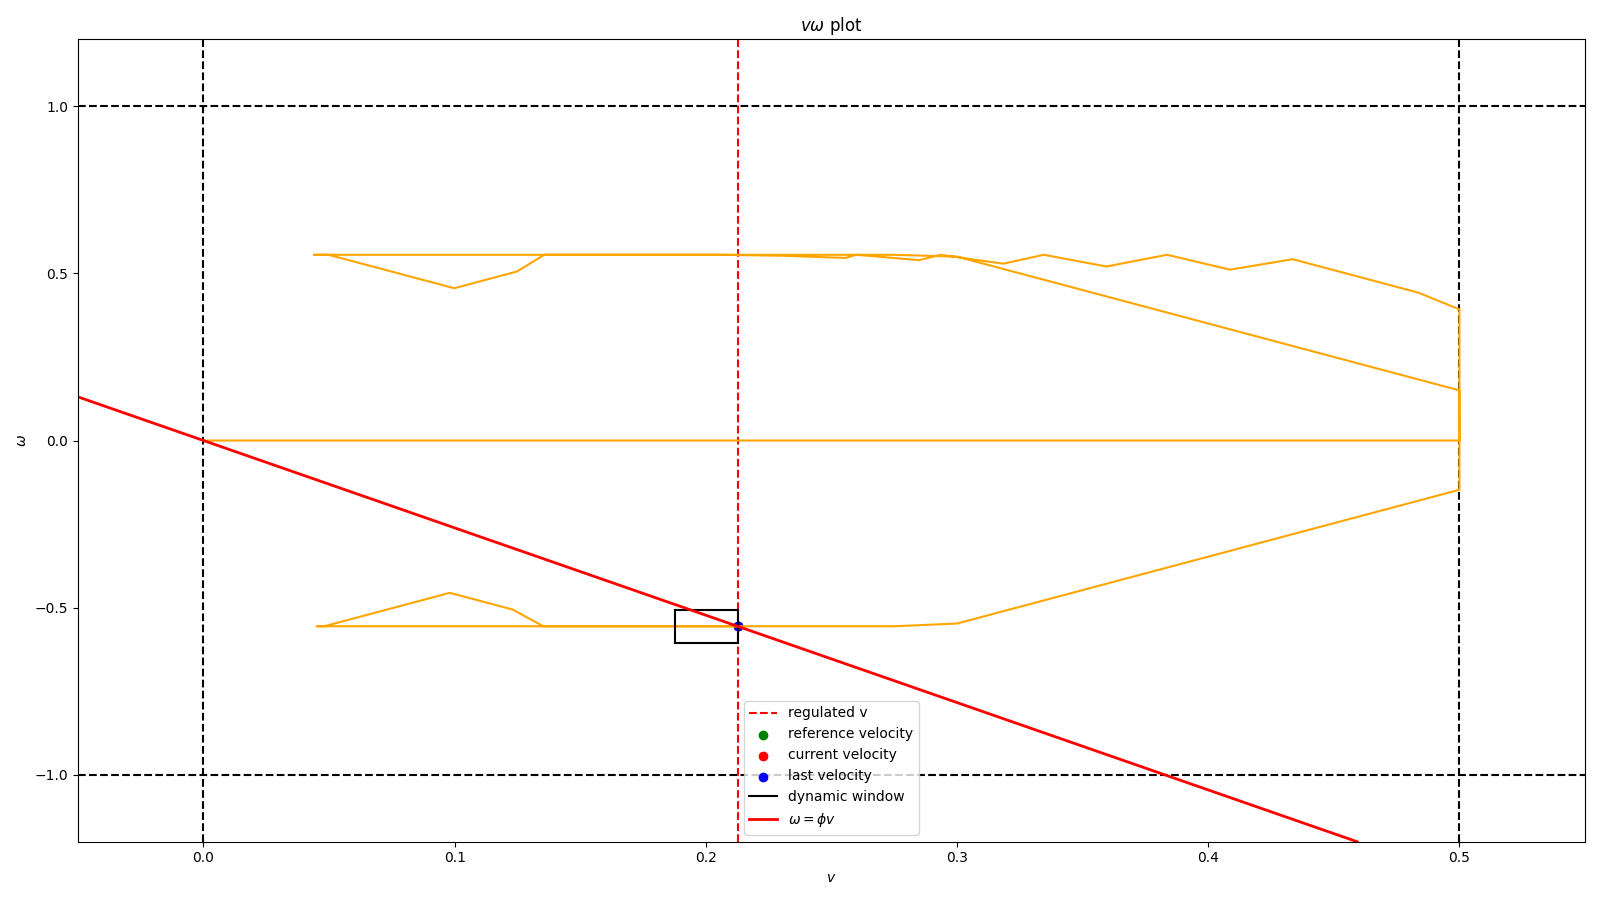 vω plot
1.0
0.5
0.0
−0.5
−1.0
ω
regulated v
reference velocity
current velocity
last velocity
dynamic window
ω = ϕv
0.0 0.1 0.2 0.3 0.4 0.5
v